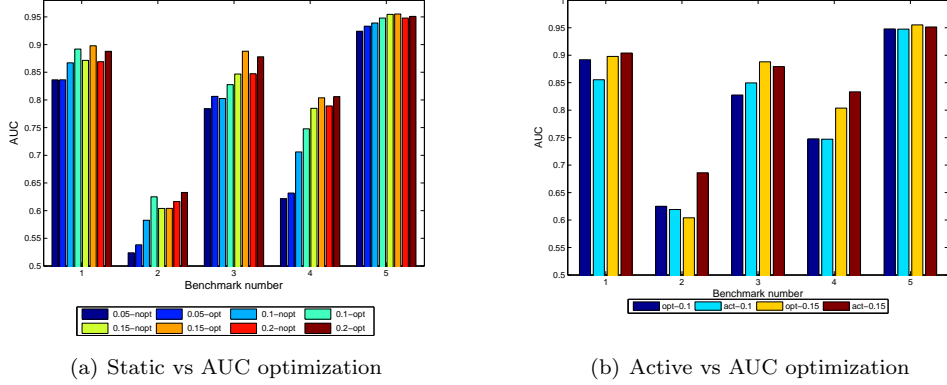 0.95
0.9
0.85
0.8
0.75
0.7
0.65
0.6
0.55
0.5
AUC
1 2 3 4 5
Benchmark number
0.05-nopt 0.05-opt 0.1-nopt 0.1-opt
0.15-nopt 0.15-opt 0.2-nopt 0.2-opt
(a) Static vs AUC optimization
1
0.95
0.9
0.85
0.8
0.75
0.7
0.65
0.6
0.55
0.5
AUC
1 2 3 4 5
Benchmark number
opt-0.1 act-0.1 opt-0.15 act-0.15
(b) Active vs AUC optimization